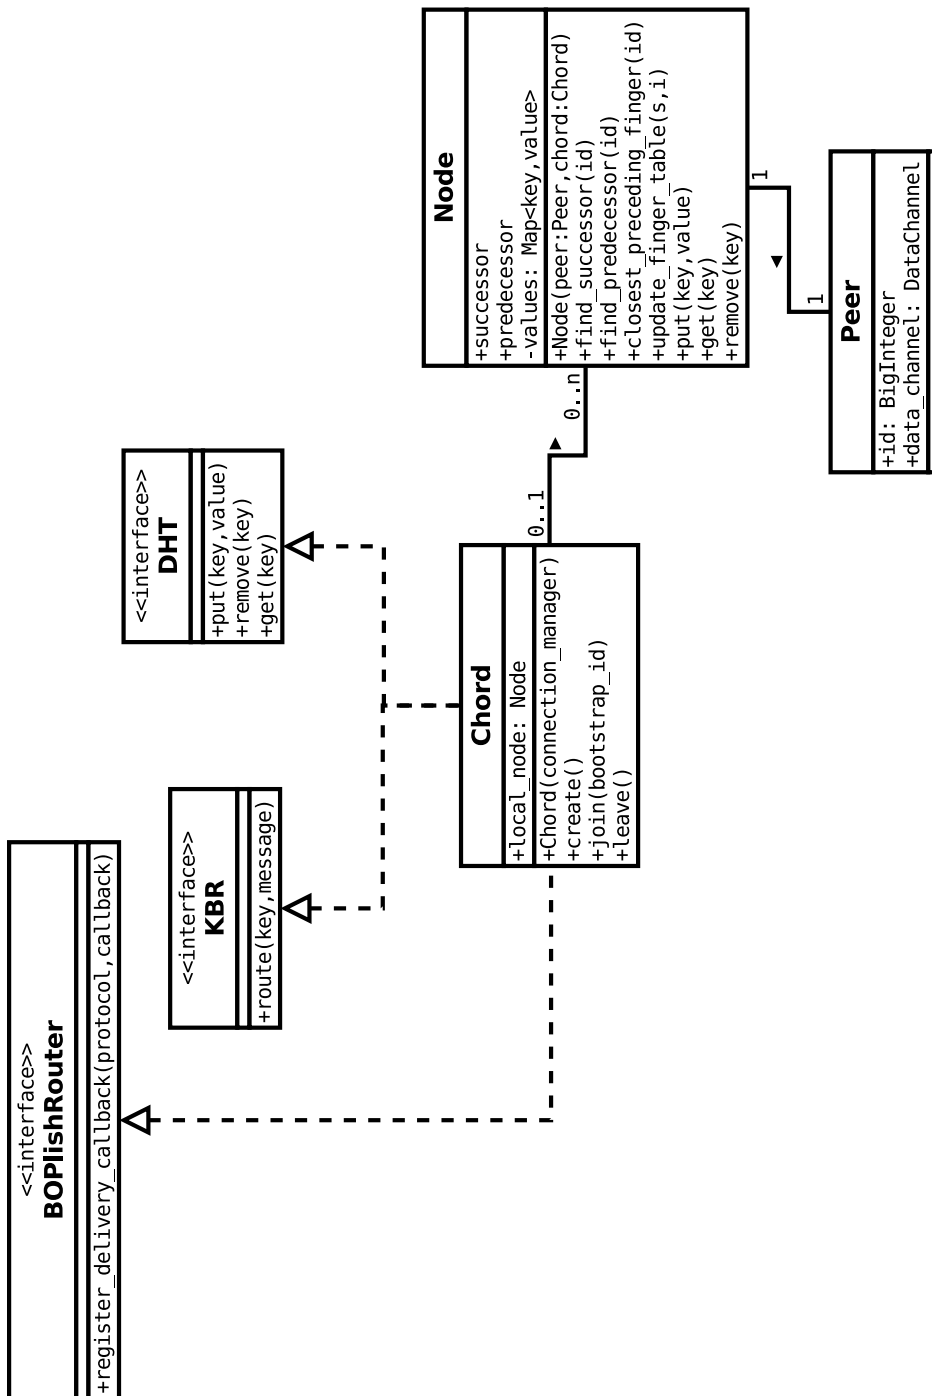 <<interface>>
BOPlishRouter
+register_delivery_callback(protocol,callback)
<<interface>>
KBR
+route(key,message)
<<interface>>
DHT
+put(key,value)
+remove(key)
+get(key)
Chord
+local_node: Node
+Chord(connection_manager)
+create()
+join(bootstrap_id)
+leave()
0..1
0..n
Node
+successor
+predecessor
-values: Map<key,value>
+Node(peer:Peer,chord:Chord)
+find_successor(id)
+find_predecessor(id)
+closest_preceding_finger(id)
+update_finger_table(s,i)
+put(key,value)
+get(key)
+remove(key)
1
1
Peer
+id: BigInteger
+data_channel: DataChannel